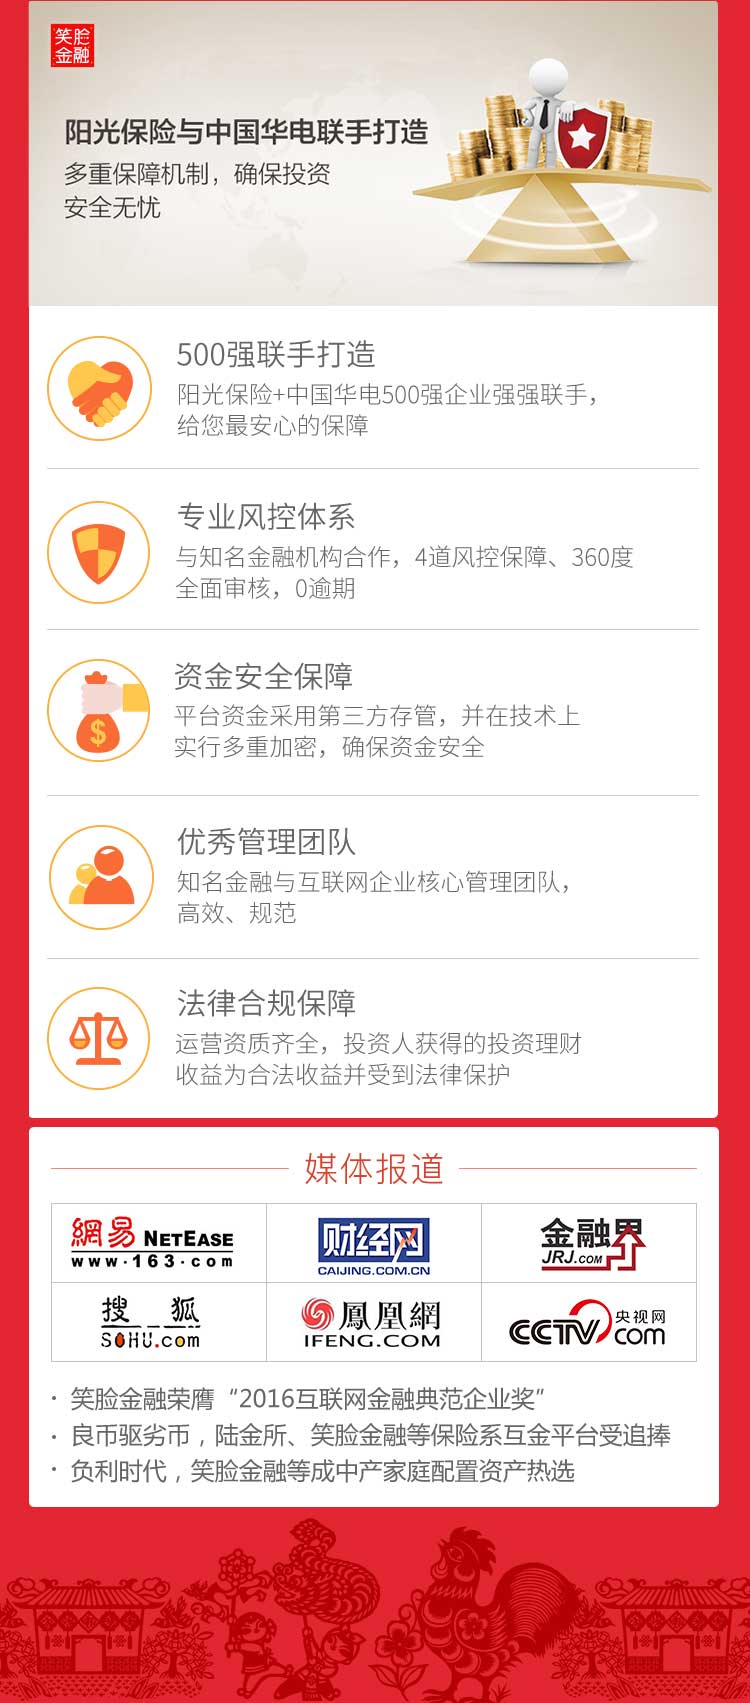 笑脸
金融
阳光保险与中国华电联手打造
多重保障机制，确保投资
安全无忧
500强联手打造
阳光保险+中国华电500强企业强强联手，
给您最安心的保障
专业风控体系
与知名金融机构合作，4道风控保障、360度
全面审核，0逾期
资金安全保障
平台资金采用第三方存管，并在技术上
实行多重加密，确保资金安全
$
优秀管理团队
知名金融与互联网企业核心管理团队，
高效、规范
法律合规保障
运营资质齐全，投资人获得的投资理财
收益为合法收益并受到法律保护
媒体报道
網易 NETEASE
www.163.com
财经网
CAIJING.COM.CN
金融界
JRJ.COM
搜狐
SOHU.com
鳳凰網
IFENG.COM
CCTV 央视网
com
· 笑脸金融荣膺“2016互联网金融典范企业奖”
· 良币驱劣币，陆金所、笑脸金融等保险系互金平台受追捧
· 负利时代，笑脸金融等成中产家庭配置资产热选